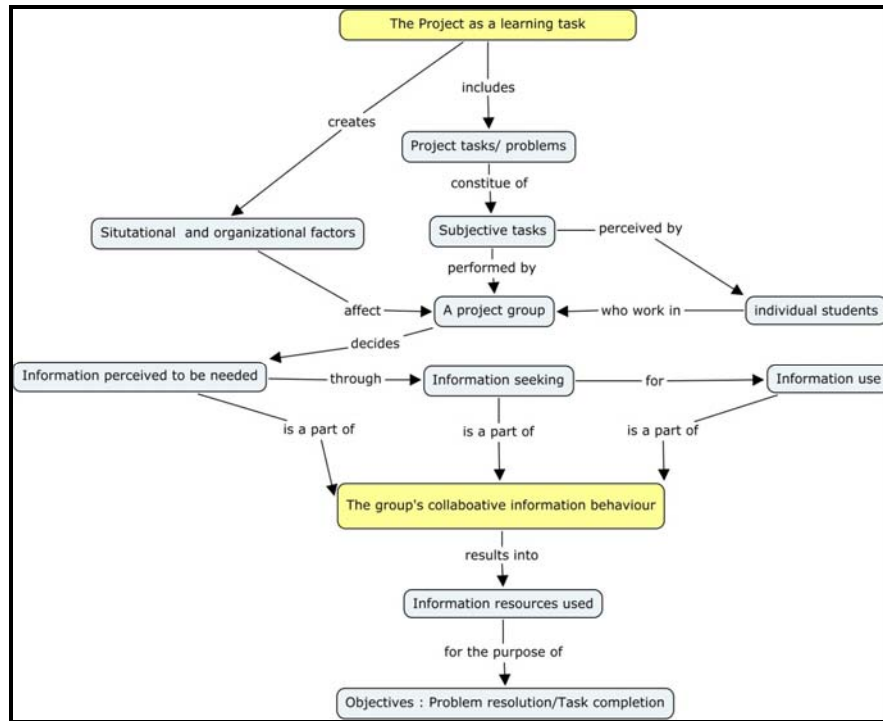 The Project as a learning task
includes
creates
Project tasks/ problems
constitue of
Situtational  and organizational factors
Subjective tasks
perceived by
performed by
affect
A project group
who work in
individual students
decides
Information perceived to be needed
through
Information seeking
for
Information use
is a part of
is a part of
is a part of
The group's collaboative information behaviour
results into
Information resources used
for the purpose of
Objectives : Problem resolution/Task completion